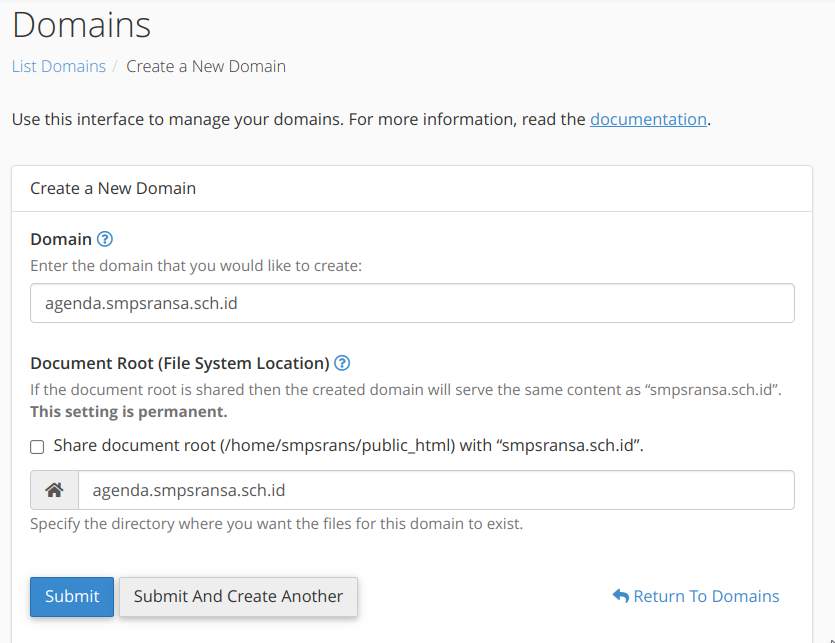 Domains
List Domains / Create a New Domain
Use this interface to manage your domains. For more information, read the documentation.
Create a New Domain
Domain
Enter the domain that you would like to create:
agenda.smpsransa.sch.id
Document Root (File System Location)
If the document root is shared then the created domain will serve the same content as “smpsransa.sch.id”.
This setting is permanent.
Share document root (/home/smpsrans/public_html) with “smpsransa.sch.id”.
agenda.smpsransa.sch.id
Specify the directory where you want the files for this domain to exist.
Submit Submit And Create Another Return To Domains